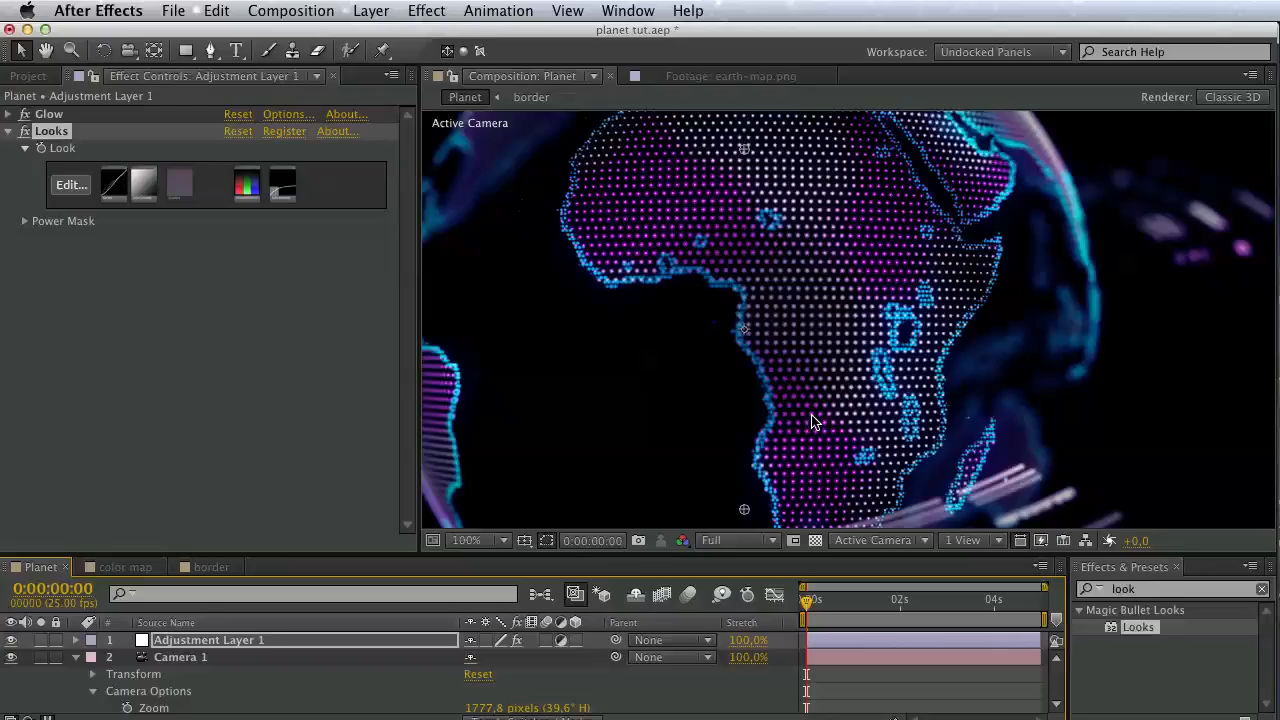 After Effects File Edit Composition Layer Effect Animation View Window Help
planet tut.aep *
Workspace: Undocked Panels Search Help
Project Effect Controls: Adjustment Layer 1 Composition: Planet Footage: earth-map.png
Planet • Adjustment Layer 1 Planet border Renderer: Classic 3D
fx Glow Reset Options... About...
Active Camera
fx Looks Reset Register About...
Look
Edit...
Power Mask
100% 0:00:00:00 Full Active Camera 1 View +0,0
Planet color map border Effects & Presets
0:00:00:00
00000 (25.00 fps)
look
00s 02s 04s
Magic Bullet Looks
# Source Name Parent Stretch
Looks
1 Adjustment Layer 1 fx None 100,0%
2 Camera 1 None 100,0%
Transform Reset
Camera Options
Zoom 1777,8 pixels (39,6° H)